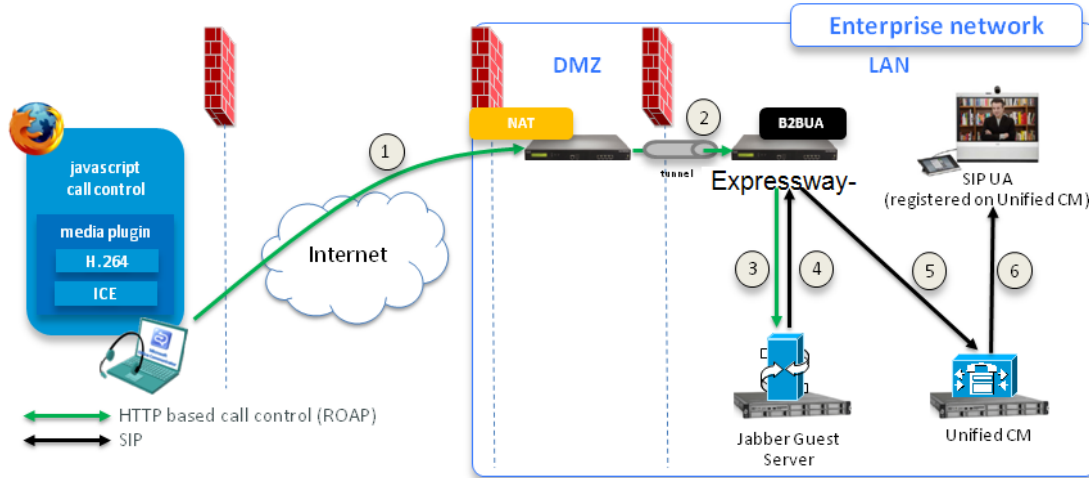 Enterprise network
DMZ
LAN
NAT
B2BUA
1
2
tunnel
Expressway-
javascript
call control
media plugin
H.264
ICE
Internet
SIP UA
(registered on Unified CM)
3
4
5
6
HTTP based call control (ROAP)
SIP
Jabber Guest
Server
Unified CM